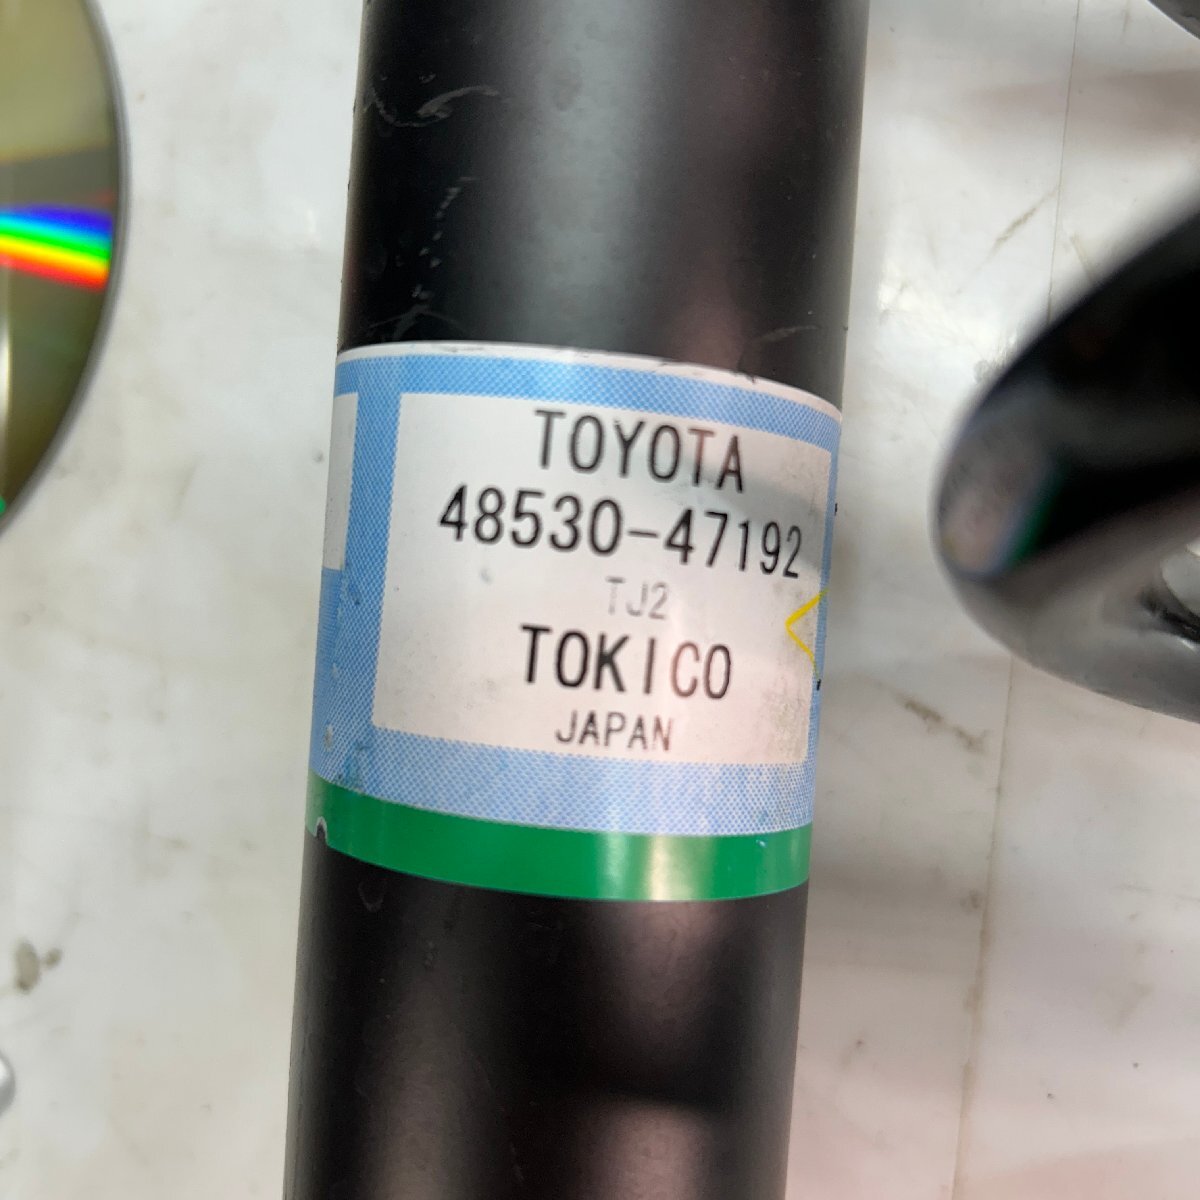 TOYOTA
48530-47192
TJ2
TOKICO
JAPAN